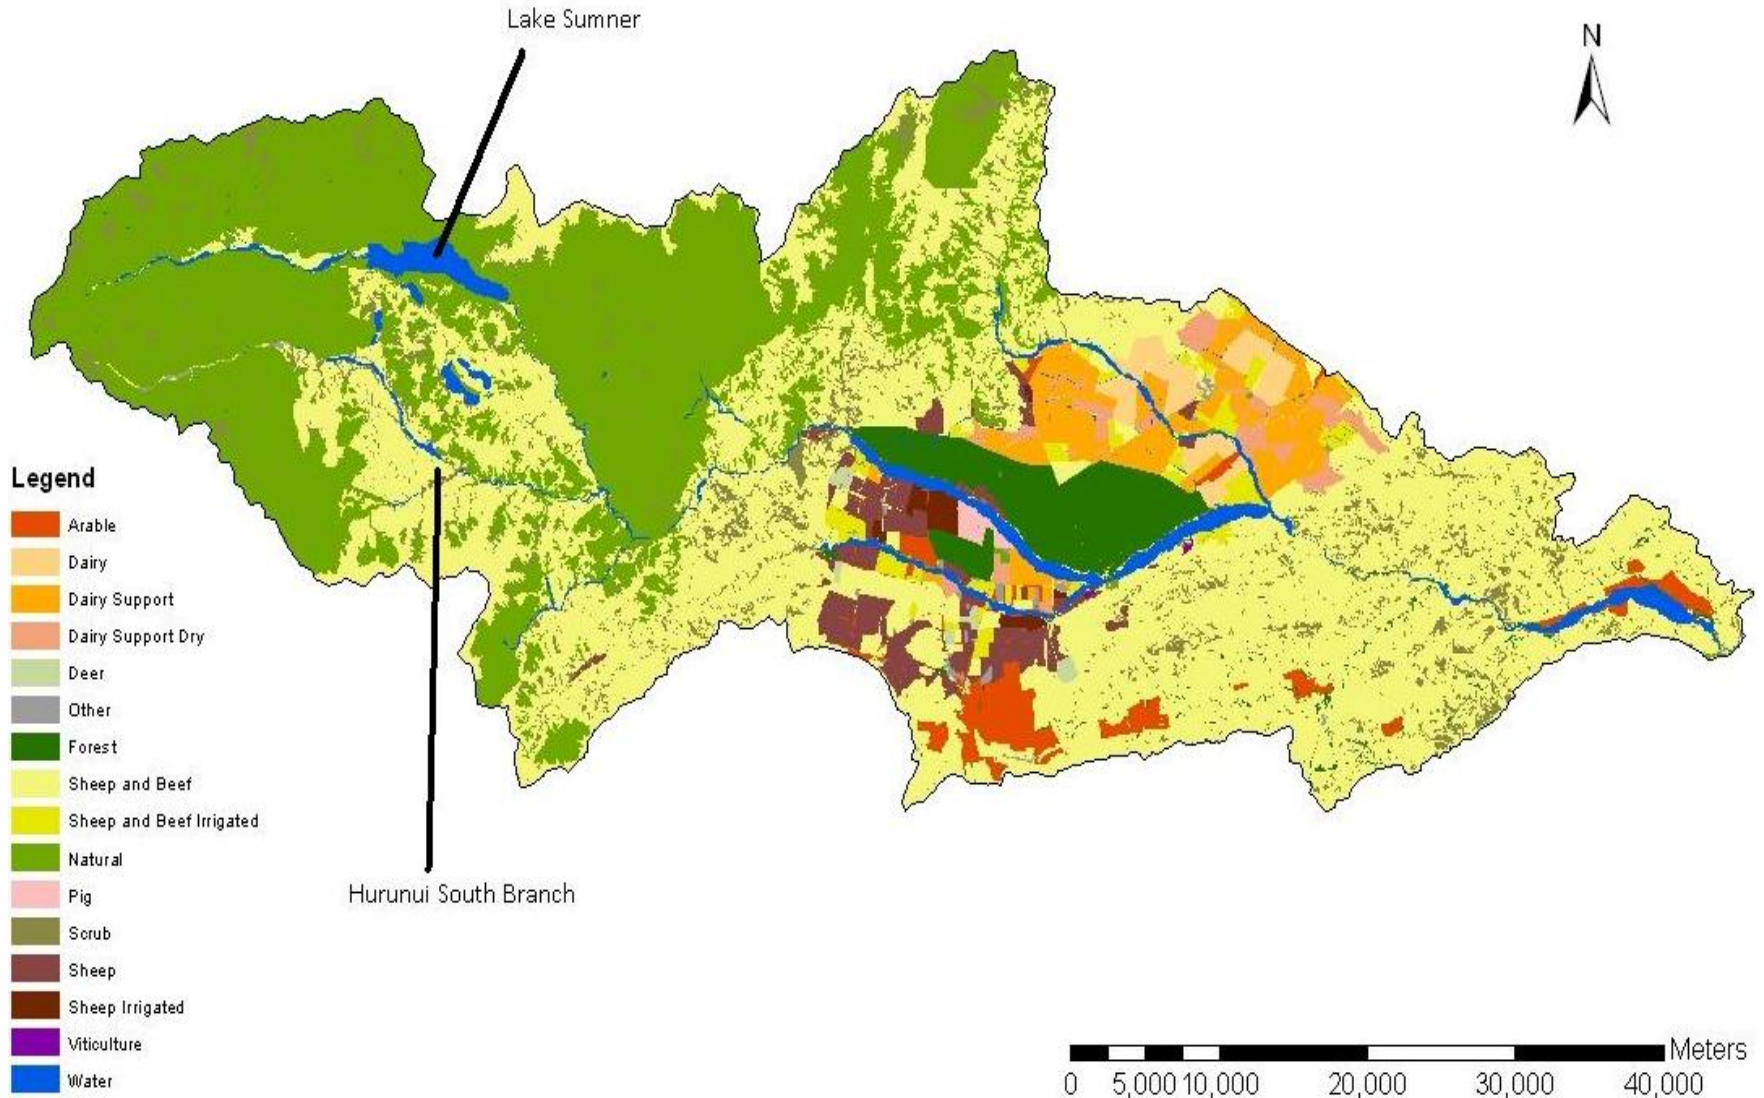 Lake Sumner
N
Legend
Arable
Dairy
Dairy Support
Dairy Support Dry
Deer
Other
Forest
Sheep and Beef
Sheep and Beef Irrigated
Natural
Pig
Scrub
Sheep
Sheep Irrigated
Viticulture
Water
Hurunui South Branch
Meters
0 5,000 10,000 20,000 30,000 40,000